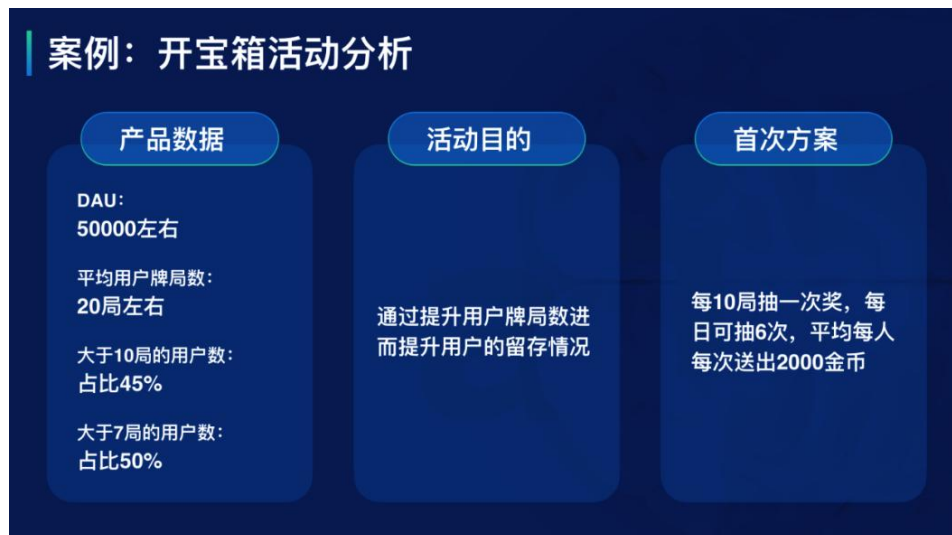 案例：开宝箱活动分析
产品数据
DAU：
50000左右
平均用户牌局数：
20局左右
大于10局的用户数：
占比45%
大于7局的用户数：
占比50%
活动目的
通过提升用户牌局数进
而提升用户的留存情况
首次方案
每10局抽一次奖，每
日可抽6次，平均每人
每次送出2000金币